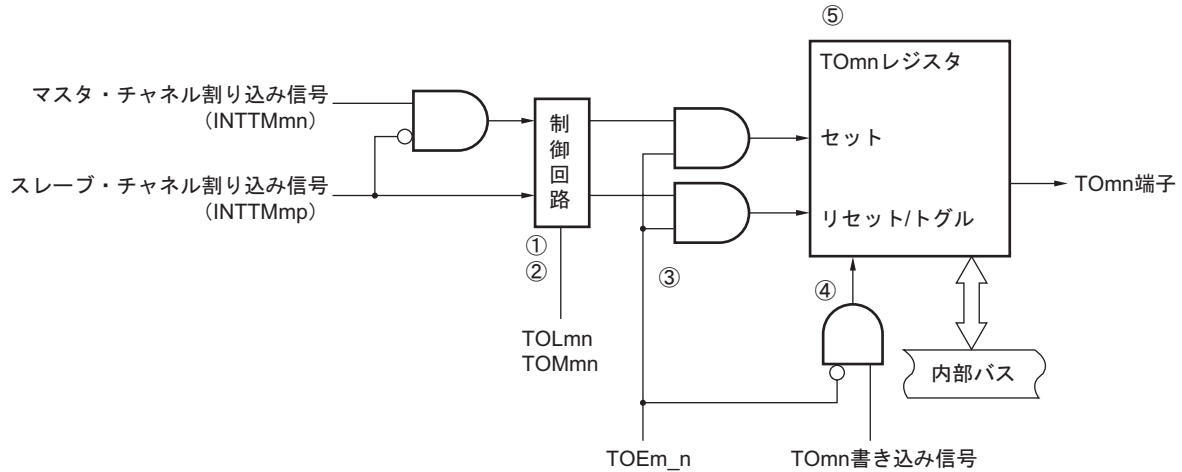 ⑤
TOmnレジスタ
マスタ・チャネル割り込み信号
（INTTMmn）
制御回路
セット
スレーブ・チャネル割り込み信号
（INTTMmp）
TOmn端子
リセット/トグル
①
②
③
④
TOLmn
TOMmn
内部バス
TOEm_n
TOmn書き込み信号